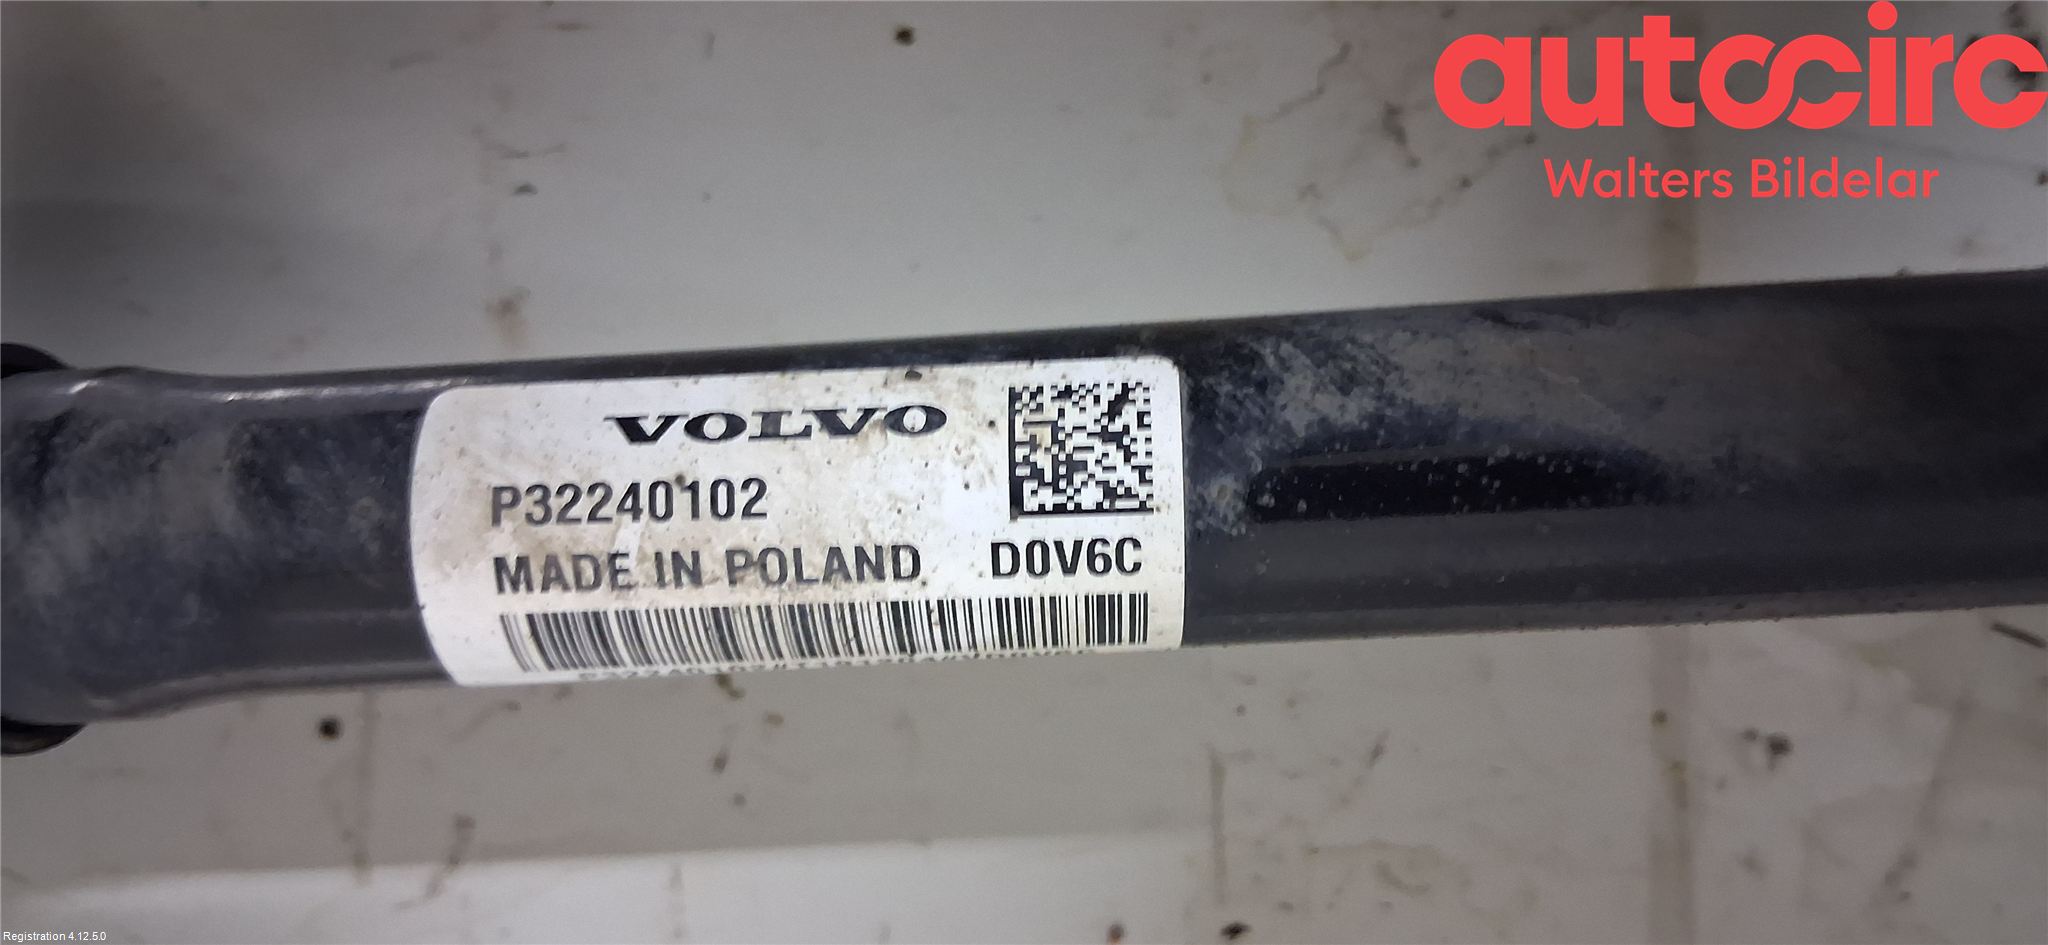 autocirc
Walters Bildelar
VOLVO
P32240102
MADE IN POLAND D0V6C
Registration 4.12.5.0